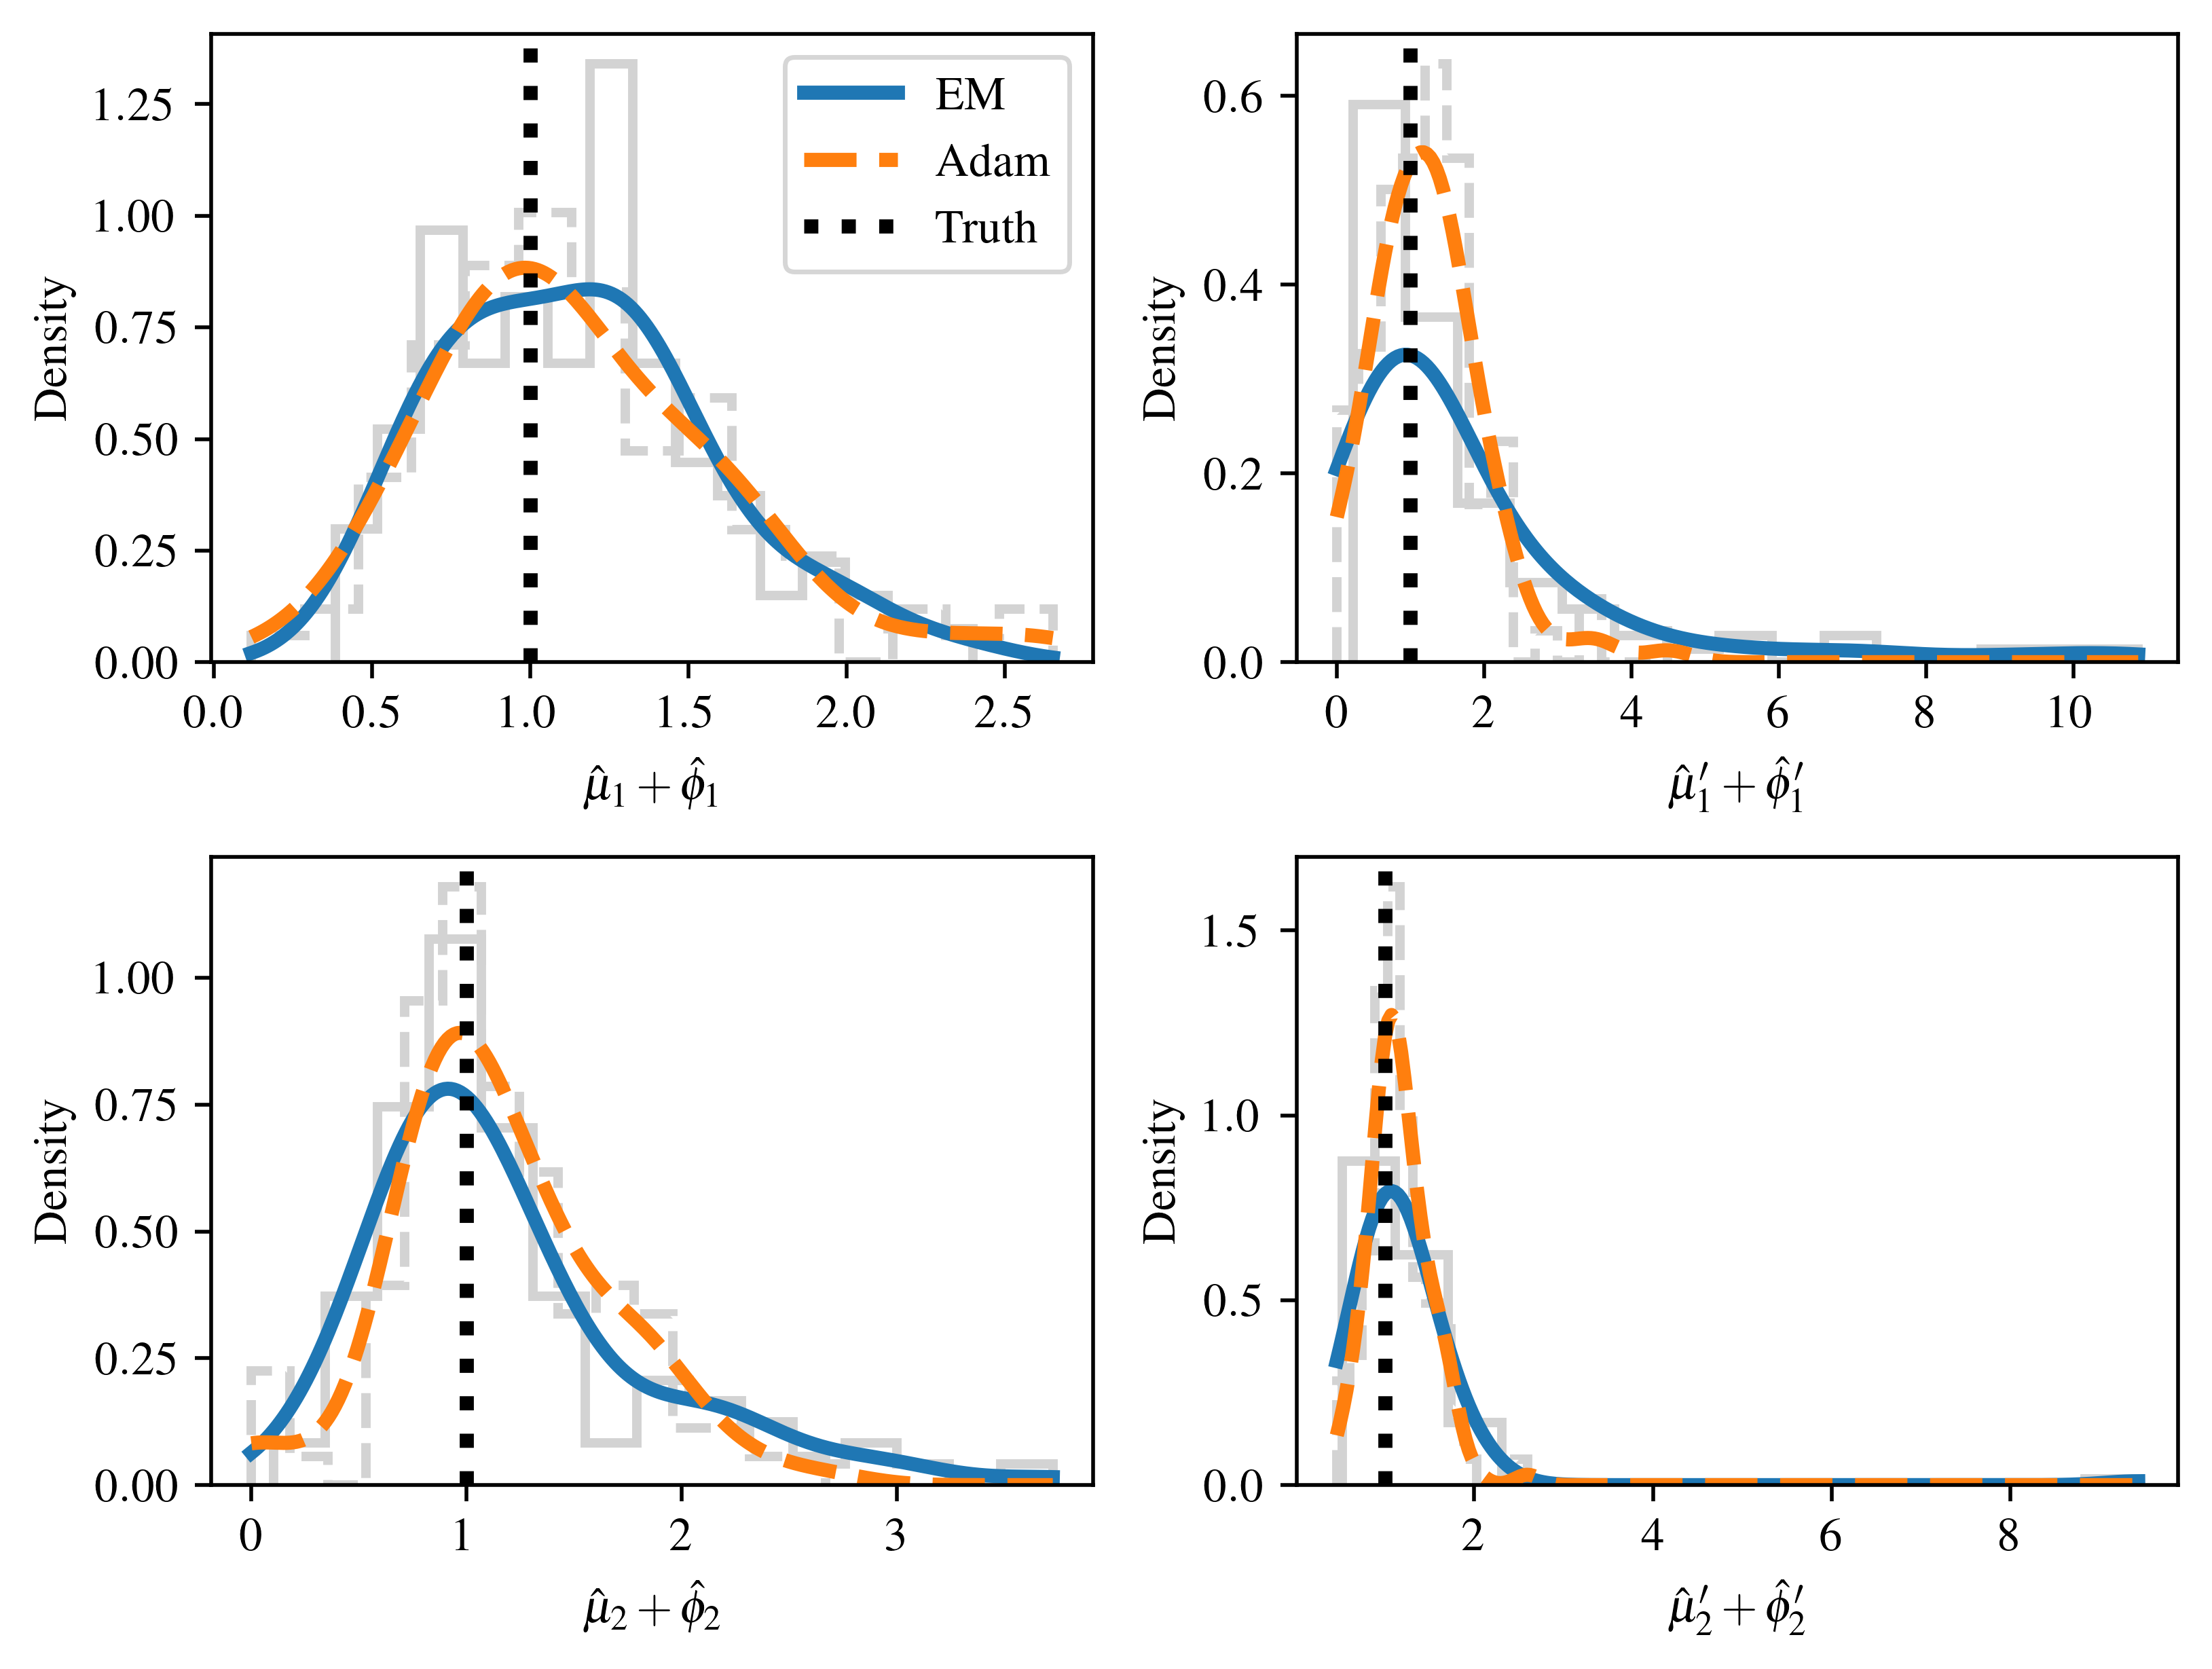 Density
1.25
1.00
0.75
0.50
0.25
0.00
0.0 0.5 1.0 1.5 2.0 2.5
μ̂₁ + ϕ̂₁
EM
Adam
Truth
Density
0.6
0.4
0.2
0.0
0 2 4 6 8 10
μ̂′₁ + ϕ̂′₁
Density
1.00
0.75
0.50
0.25
0.00
0 1 2 3
μ̂₂ + ϕ̂₂
Density
1.5
1.0
0.5
0.0
2 4 6 8
μ̂′₂ + ϕ̂′₂